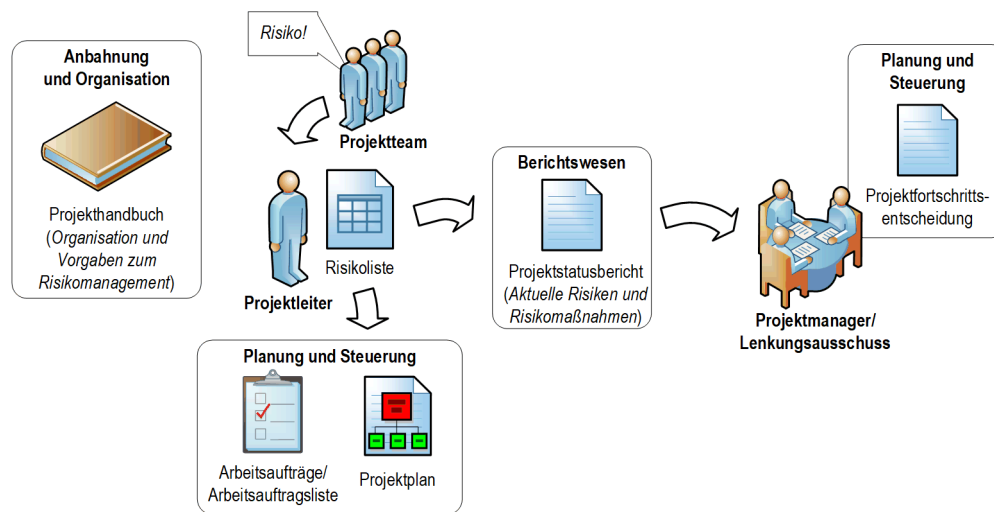 Anbahnung
und Organisation
Projekthandbuch
(Organisation und
Vorgaben zum
Risikomanagement)
Risiko!
Projektteam
Risikoliste
Projektleiter
Berichtswesen
Projektstatusbericht
(Aktuelle Risiken und
Risikomaßnahmen)
Planung und
Steuerung
Projektfortschritts-
entscheidung
Projektmanager/
Lenkungsausschuss
Planung und Steuerung
Arbeitsaufträge/
Arbeitsauftragsliste
Projektplan